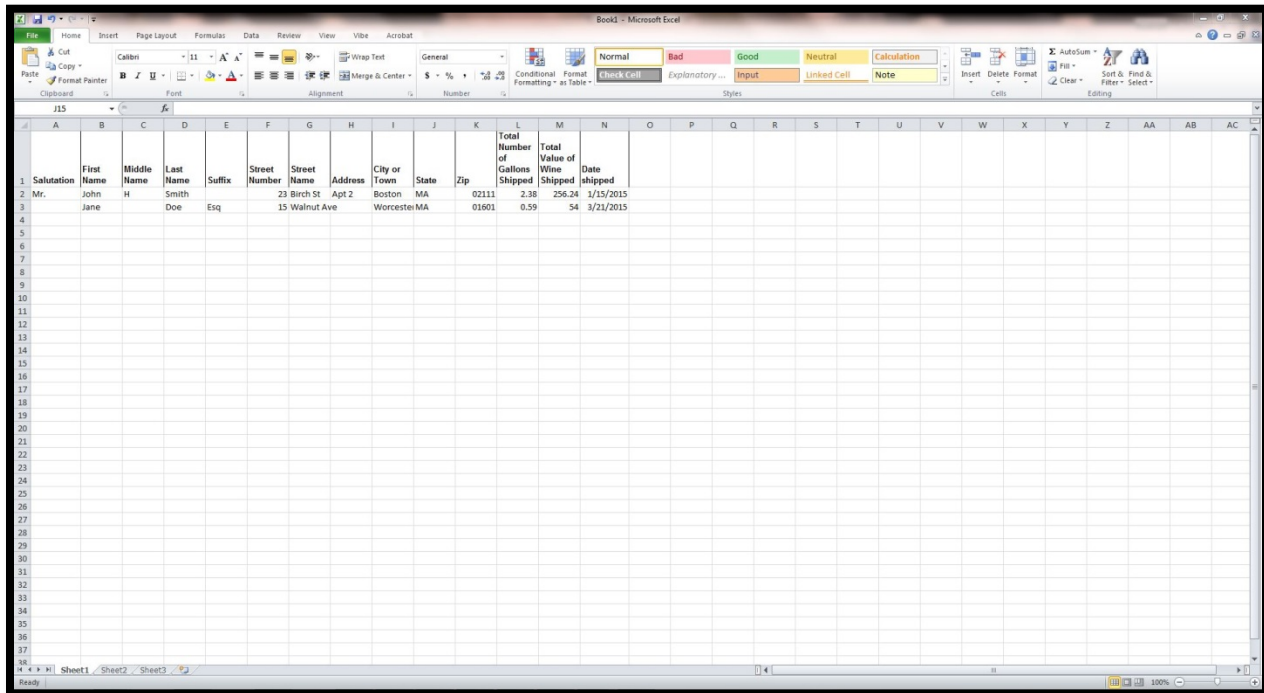 Book1 - Microsoft Excel
File Home Insert Page Layout Formulas Data Review View Vibe Acrobat
Cut Calibri 11 Wrap Text General Normal Bad Good Neutral Calculation Σ AutoSum
Copy Fill
Paste Format Painter B I U Merge & Center $ % , Conditional Formatting Format as Table Check Cell Explanatory ... Input Linked Cell Note Insert Delete Format Clear Sort & Filter Find & Select
Clipboard Font Alignment Number Styles Cells Editing
J15 fx
A B C D E F G H I J K L M N O P Q R S T U V W X Y Z AA AB AC
1 Salutation First Name Middle Name Last Name Suffix Street Number Street Name Address City or Town State Zip Total Number of Gallons Shipped Total Value of Wine Shipped Date shipped
2 Mr. John H Smith 23 Birch St Apt 2 Boston MA 02111 2.38 256.24 1/15/2015
3 Jane Doe Esq 15 Walnut Ave Worcester MA 01601 0.59 54 3/21/2015
4
5
6
7
8
9
10
11
12
13
14
15
16
17
18
19
20
21
22
23
24
25
26
27
28
29
30
31
32
33
34
35
36
37
38
Sheet1 Sheet2 Sheet3
Ready 100%